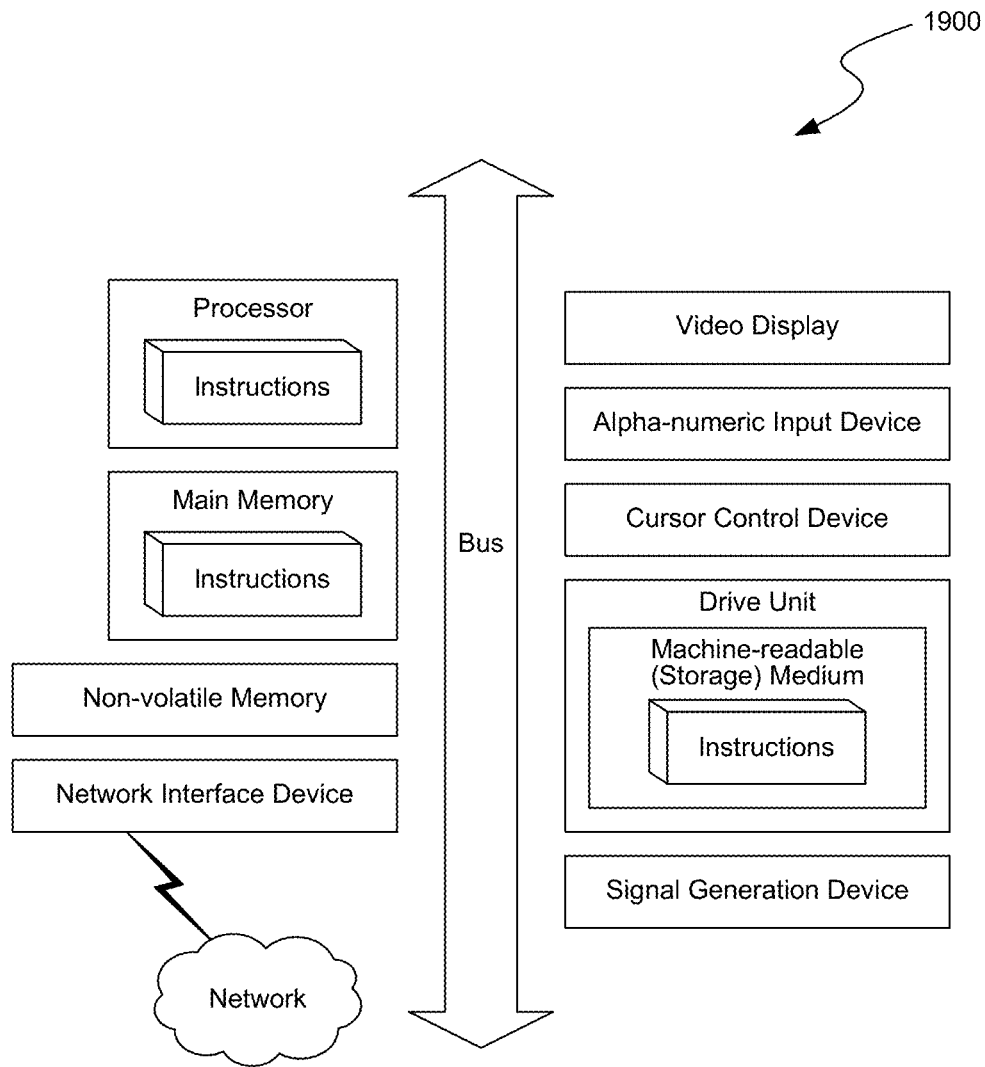 1900
Processor
Instructions
Main Memory
Instructions
Non-volatile Memory
Network Interface Device
Network
Bus
Video Display
Alpha-numeric Input Device
Cursor Control Device
Drive Unit
Machine-readable
(Storage) Medium
Instructions
Signal Generation Device